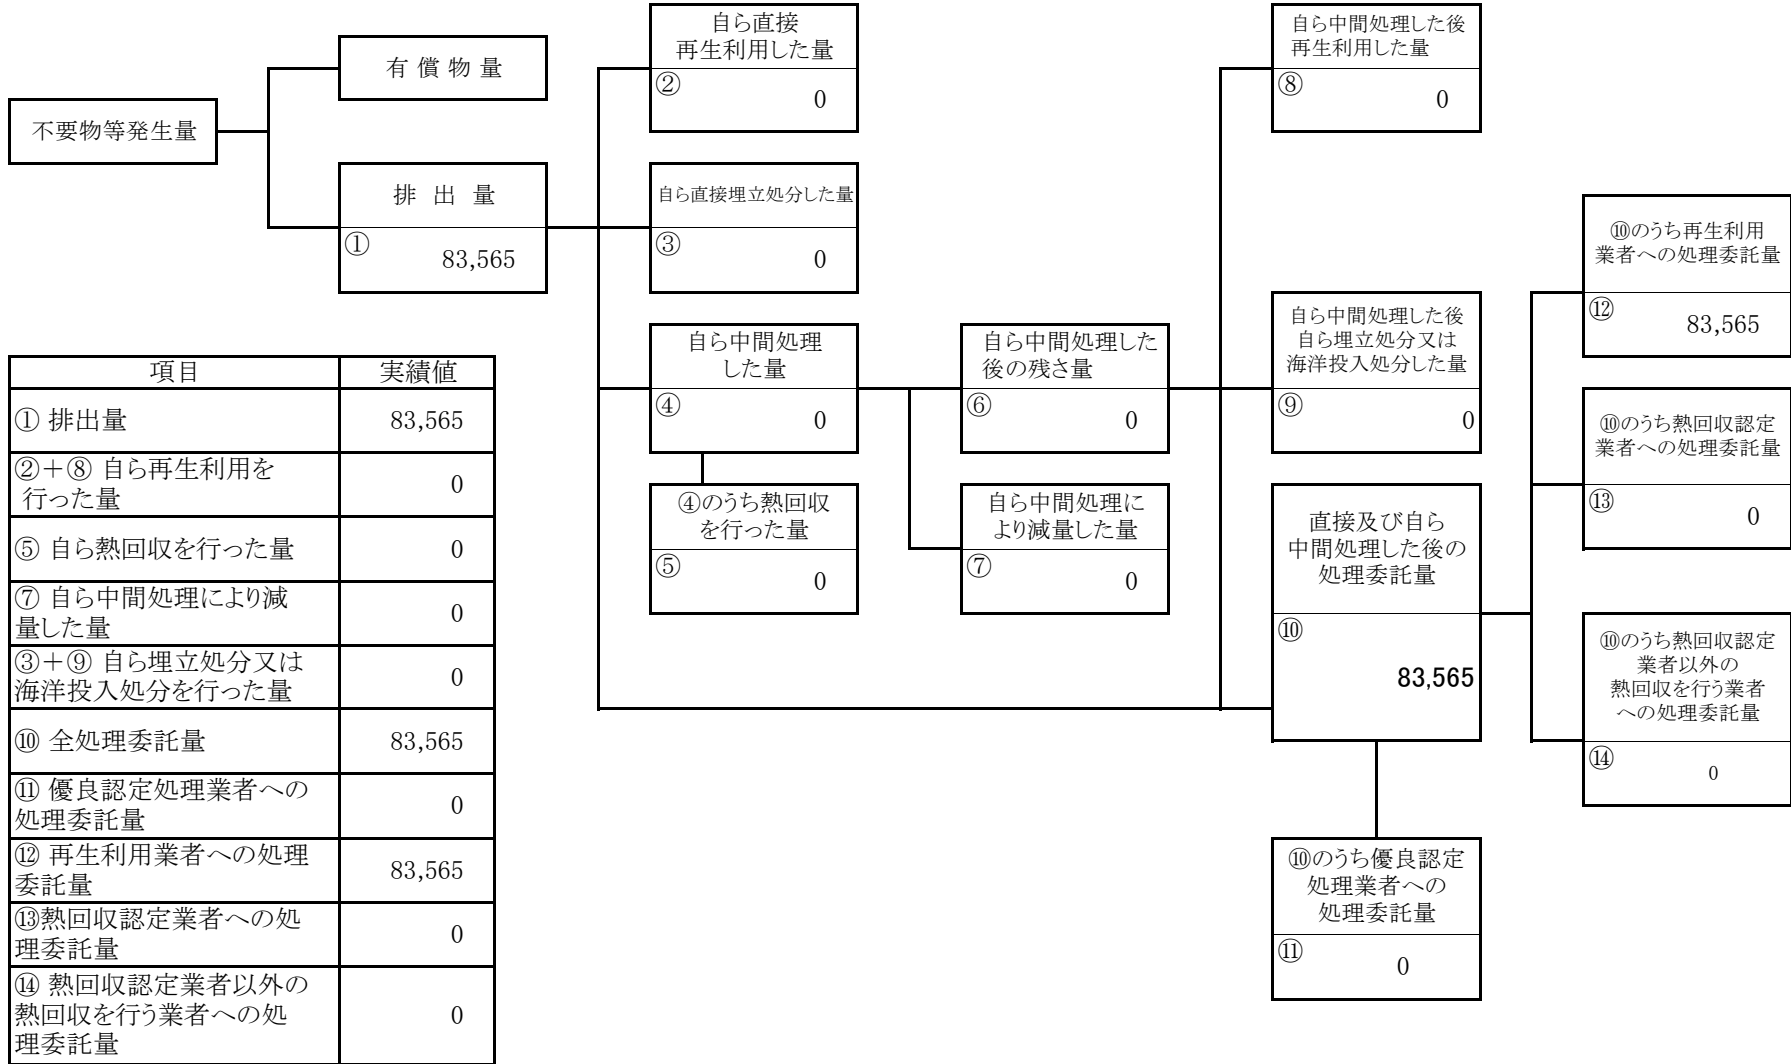 不要物等発生量
有 償 物 量
排 出 量
①
83,565
自ら直接
再生利用した量
②
0
自ら直接埋立処分した量
③
0
自ら中間処理
した量
④
0
④のうち熱回収
を行った量
⑤
0
自ら中間処理した
後の残さ量
⑥
0
自ら中間処理に
より減量した量
⑦
0
自ら中間処理した後
再生利用した量
⑧
0
自ら中間処理した後
自ら埋立処分又は
海洋投入処分した量
⑨
0
直接及び自ら
中間処理した後の
処理委託量
⑩
83,565
⑩のうち優良認定
処理業者への
処理委託量
⑪
0
⑩のうち再生利用
業者への処理委託量
⑫
83,565
⑩のうち熱回収認定
業者への処理委託量
⑬
0
⑩のうち熱回収認定
業者以外の
熱回収を行う業者
への処理委託量
⑭
0
項目 実績値
① 排出量 83,565
②+⑧ 自ら再生利用を
行った量 0
⑤ 自ら熱回収を行った量 0
⑦ 自ら中間処理により減
量した量 0
③+⑨ 自ら埋立処分又は
海洋投入処分を行った量 0
⑩ 全処理委託量 83,565
⑪ 優良認定処理業者への
処理委託量 0
⑫ 再生利用業者への処理
委託量 83,565
⑬熱回収認定業者への処
理委託量 0
⑭ 熱回収認定業者以外の
熱回収を行う業者への処
理委託量 0